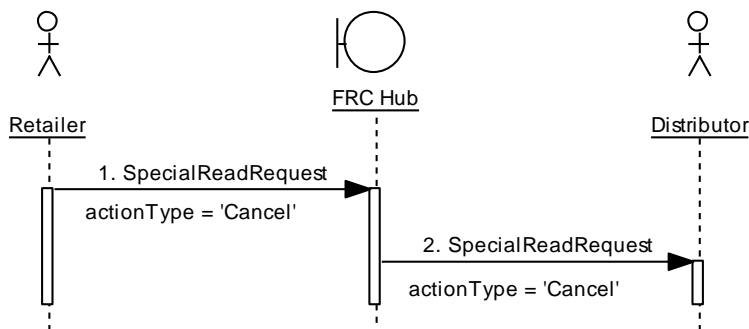 FRC Hub
Retailer
Distributor
1. SpecialReadRequest
actionType = 'Cancel'
2. SpecialReadRequest
actionType = 'Cancel'